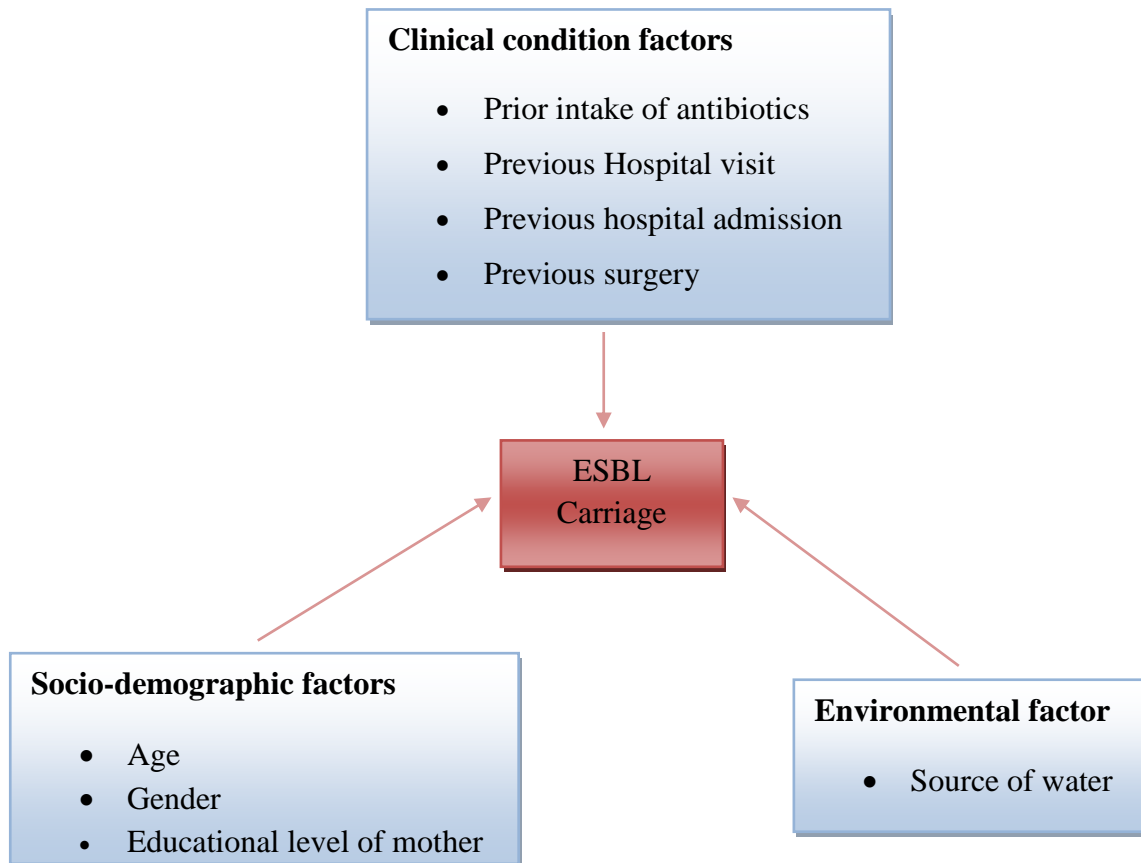 Clinical condition factors
• Prior intake of antibiotics
• Previous Hospital visit
• Previous hospital admission
• Previous surgery
ESBL
Carriage
Socio-demographic factors
• Age
• Gender
• Educational level of mother
Environmental factor
• Source of water